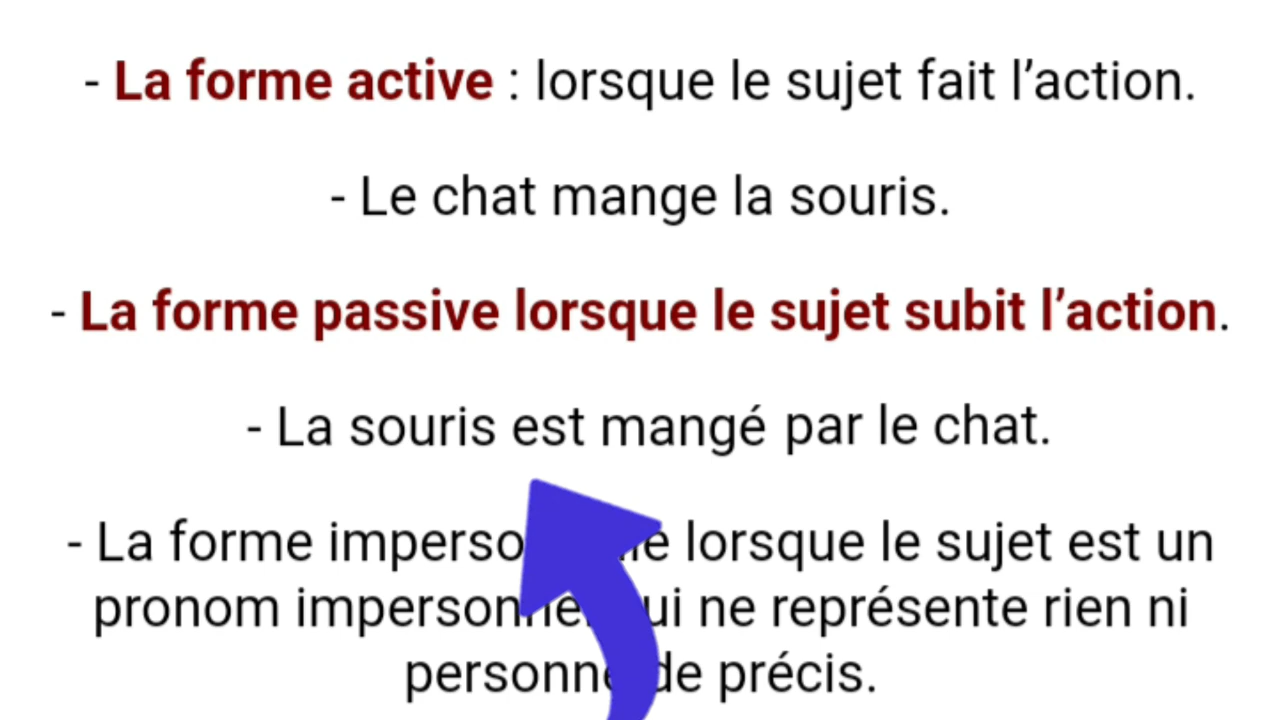 - La forme active : lorsque le sujet fait l’action.
- Le chat mange la souris.
- La forme passive lorsque le sujet subit l’action.
- La souris est mangé par le chat.
- La forme lorsque le sujet est un
pronom ne représente rien ni
de précis.